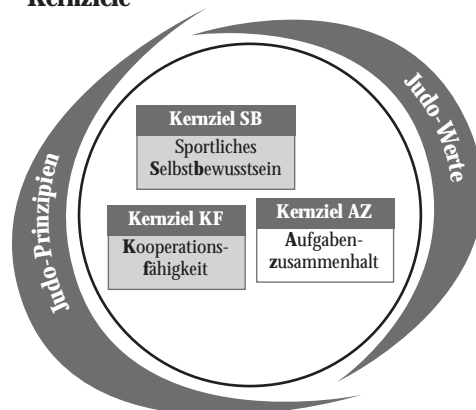 Kernziele
Judo-Werte
Kernziel SB
Sportliches
Selbstbewusstsein
Judo-Prinzipien
Kernziel KF
Kooperations-
fähigkeit
Kernziel AZ
Aufgaben-
zusammenhalt